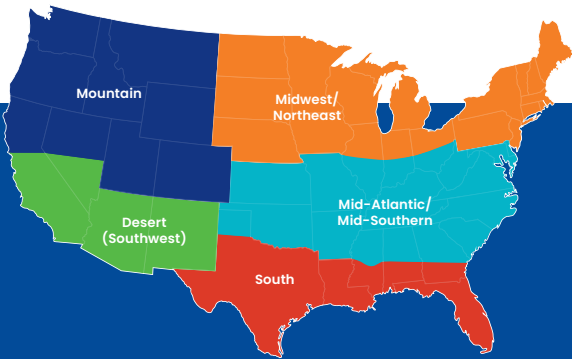 Mountain
Midwest/
Northeast
Mid-Atlantic/
Mid-Southern
Desert
(Southwest)
South